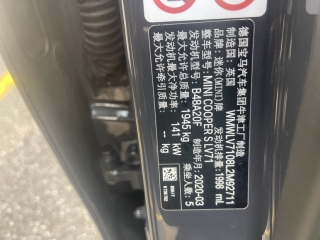 德国宝马汽车集团牛津工厂制造
制造国：英国
WMWLV7108L2M92711
品牌：迷你(MINI)牌
整车型号：MINI COOPER S LV71
发动机型号：B48A20F
发动机排量：1998 mL
最大允许总质量：1945 kg
制造年月：2020-03
发动机最大净功率：141 kW
乘坐人数：5
最大允许牵引质量：-- kg